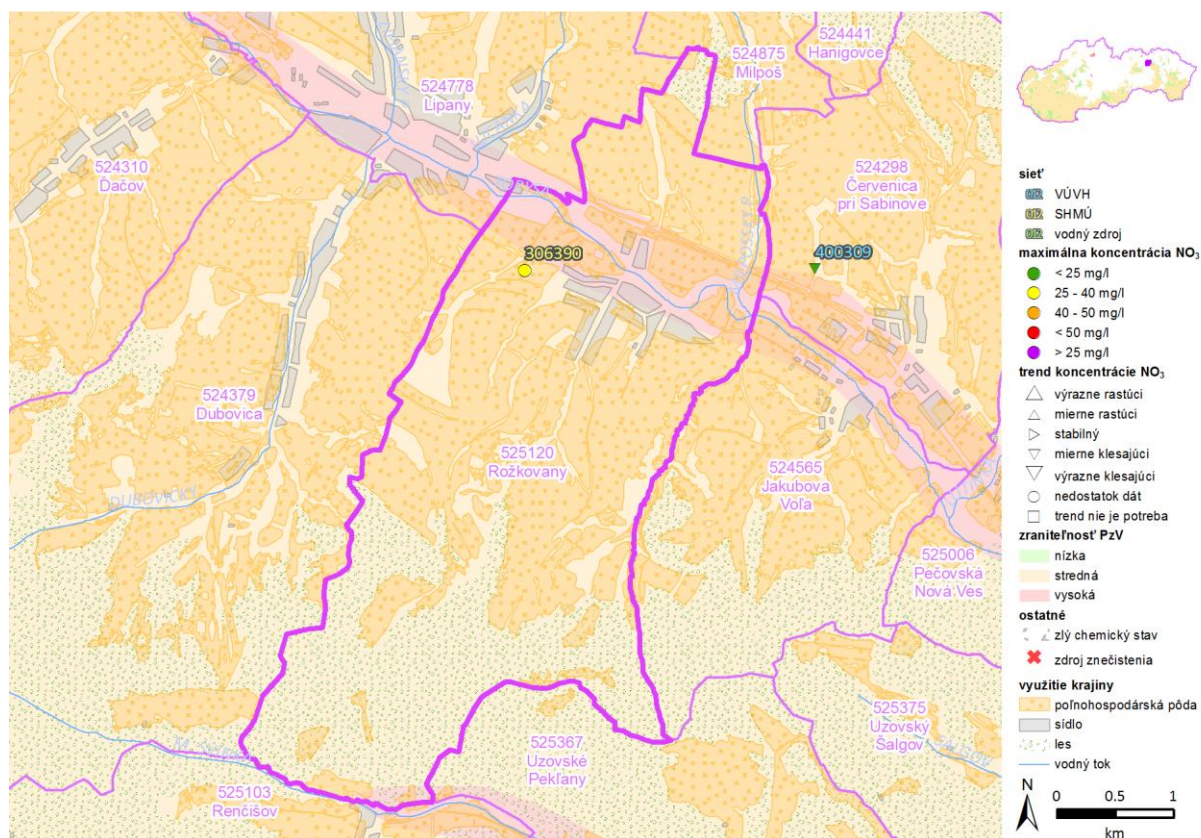 524441
Hanigovce
524875
Milpoš
524778
Lipany
524310
Ďačov
524298
Červenica
pri Sabinove
306390
400309
524379
Dubovica
525120
Rožkovany
524565
Jakubova
Voľa
525006
Pečovská
Nová Ves
525367
Uzovské
Pekľany
525375
Uzovský
Šalgov
525103
Renčišov
sieť
012 VÚVH
012 SHMÚ
012 vodný zdroj
maximálna koncentrácia NO₃
< 25 mg/l
25 - 40 mg/l
40 - 50 mg/l
< 50 mg/l
> 25 mg/l
trend koncentrácie NO₃
výrazne rastúci
mierne rastúci
stabilný
mierne klesajúci
výrazne klesajúci
nedostatok dát
trend nie je potreba
zraniteľnosť PzV
nízka
stredná
vysoká
ostatné
zlý chemický stav
zdroj znečistenia
využitie krajiny
poľnohospodárska pôda
sídlo
les
vodný tok
N
0 0.5 1
km